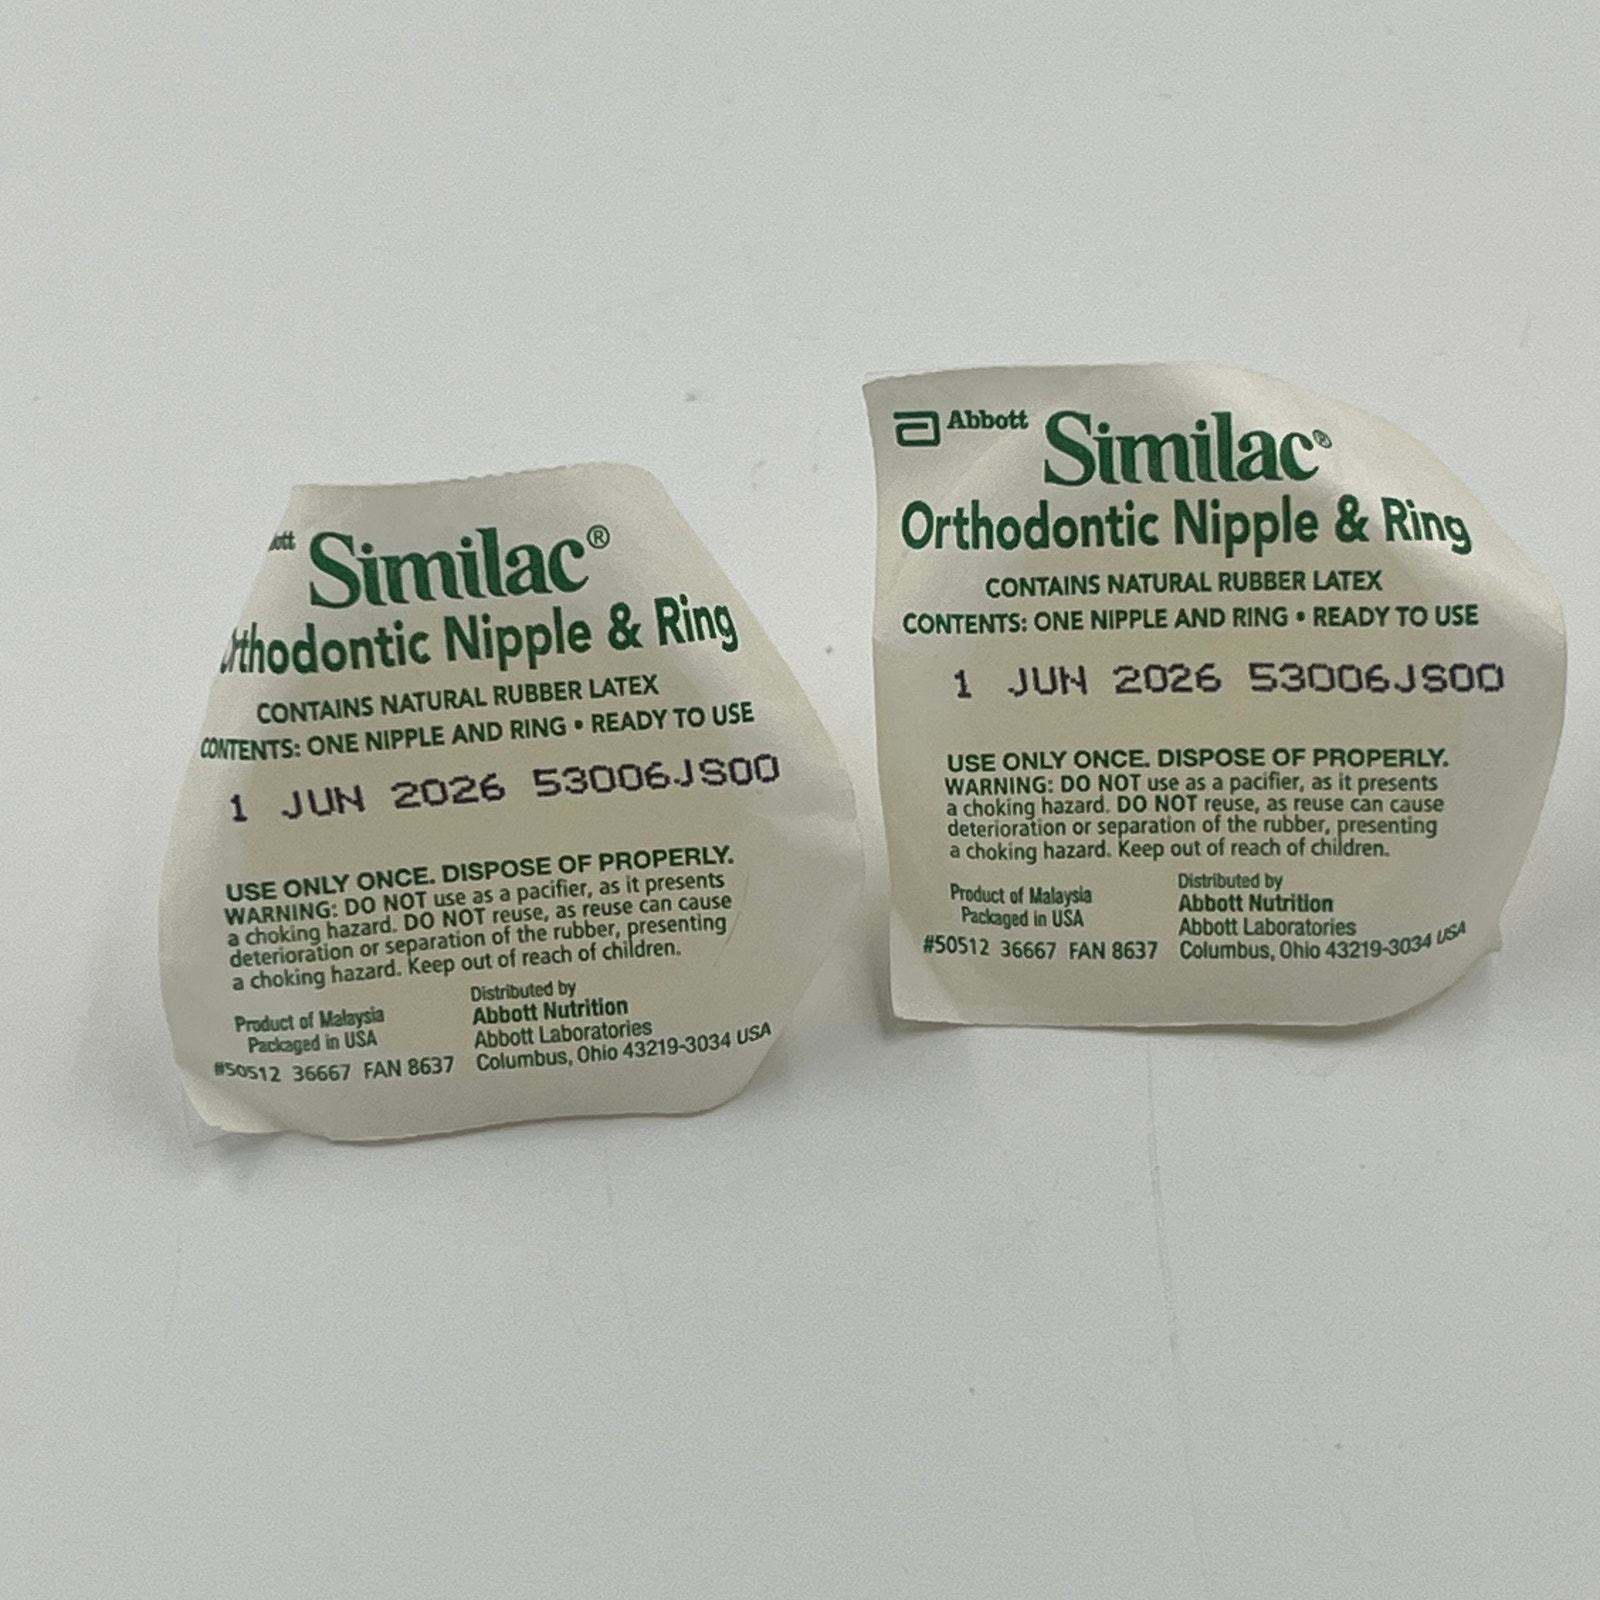 ott Similac®
Orthodontic Nipple & Ring
CONTAINS NATURAL RUBBER LATEX
CONTENTS: ONE NIPPLE AND RING • READY TO USE
1 JUN 2026 53006JS00
USE ONLY ONCE. DISPOSE OF PROPERLY.
WARNING: DO NOT use as a pacifier, as it presents
a choking hazard. DO NOT reuse, as reuse can cause
deterioration or separation of the rubber, presenting
a choking hazard. Keep out of reach of children.
Product of Malaysia
Packaged in USA
#50512 36667 FAN 8637
Distributed by
Abbott Nutrition
Abbott Laboratories
Columbus, Ohio 43219-3034 USA
Abbott Similac®
Orthodontic Nipple & Ring
CONTAINS NATURAL RUBBER LATEX
CONTENTS: ONE NIPPLE AND RING • READY TO USE
1 JUN 2026 53006JS00
USE ONLY ONCE. DISPOSE OF PROPERLY.
WARNING: DO NOT use as a pacifier, as it presents
a choking hazard. DO NOT reuse, as reuse can cause
deterioration or separation of the rubber, presenting
a choking hazard. Keep out of reach of children.
Product of Malaysia
Packaged in USA
#50512 36667 FAN 8637
Distributed by
Abbott Nutrition
Abbott Laboratories
Columbus, Ohio 43219-3034 USA